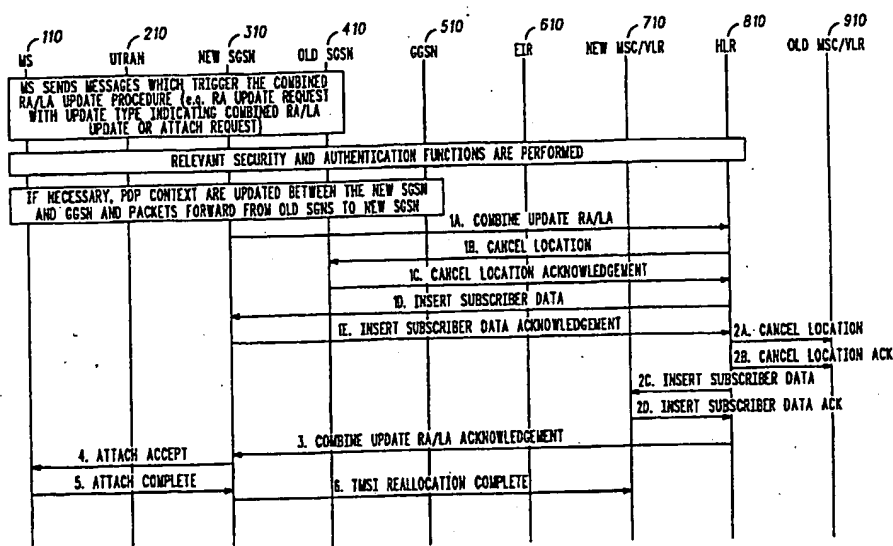 110 210 310 410 510 610 710 810 910
MS UTRAN NEW SGSN OLD SGSN GGSN EIR NEW MSC/VLR HLR OLD MSC/VLR
MS SENDS MESSAGES WHICH TRIGGER THE COMBINED
RA/LA UPDATE PROCEDURE (e.g. RA UPDATE REQUEST
WITH UPDATE TYPE INDICATING COMBINED RA/LA
UPDATE OR ATTACH REQUEST)
RELEVANT SECURITY AND AUTHENTICATION FUNCTIONS ARE PERFORMED
IF NECESSARY, PDP CONTEXT ARE UPDATED BETWEEN THE NEW SGSN
AND GGSN AND PACKETS FORWARD FROM OLD SGNS TO NEW SGSN
1A. COMBINE UPDATE RA/LA
1B. CANCEL LOCATION
1C. CANCEL LOCATION ACKNOWLEDGEMENT
1D. INSERT SUBSCRIBER DATA
1E. INSERT SUBSCRIBER DATA ACKNOWLEDGEMENT
2A. CANCEL LOCATION
2B. CANCEL LOCATION ACK
2C. INSERT SUBSCRIBER DATA
2D. INSERT SUBSCRIBER DATA ACK
3. COMBINE UPDATE RA/LA ACKNOWLEDGEMENT
4. ATTACH ACCEPT
5. ATTACH COMPLETE
6. TMSI REALLOCATION COMPLETE